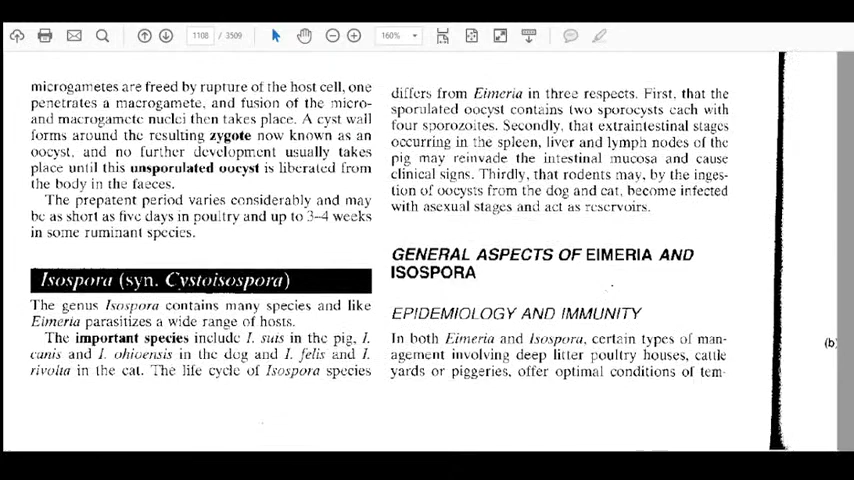 1108 / 3509
160%
microgametes are freed by rupture of the host cell, one
penetrates a macrogamete, and fusion of the micro-
and macrogamete nuclei then takes place. A cyst wall
forms around the resulting zygote now known as an
oocyst, and no further development usually takes
place until this unsporulated oocyst is liberated from
the body in the faeces.
The prepatent period varies considerably and may
be as short as five days in poultry and up to 3–4 weeks
in some ruminant species.
Isospora (syn. Cystoisospora)
The genus Isospora contains many species and like
Eimeria parasitizes a wide range of hosts.
The important species include I. suis in the pig, I.
canis and I. ohioensis in the dog and I. felis and I.
rivolta in the cat. The life cycle of Isospora species
differs from Eimeria in three respects. First, that the
sporulated oocyst contains two sporocysts each with
four sporozoites. Secondly, that extraintestinal stages
occurring in the spleen, liver and lymph nodes of the
pig may reinvade the intestinal mucosa and cause
clinical signs. Thirdly, that rodents may, by the inges-
tion of oocysts from the dog and cat, become infected
with asexual stages and act as reservoirs.
GENERAL ASPECTS OF EIMERIA AND
ISOSPORA
EPIDEMIOLOGY AND IMMUNITY
In both Eimeria and Isospora, certain types of man-
agement involving deep litter poultry houses, cattle
yards or piggeries, offer optimal conditions of tem-
(b)